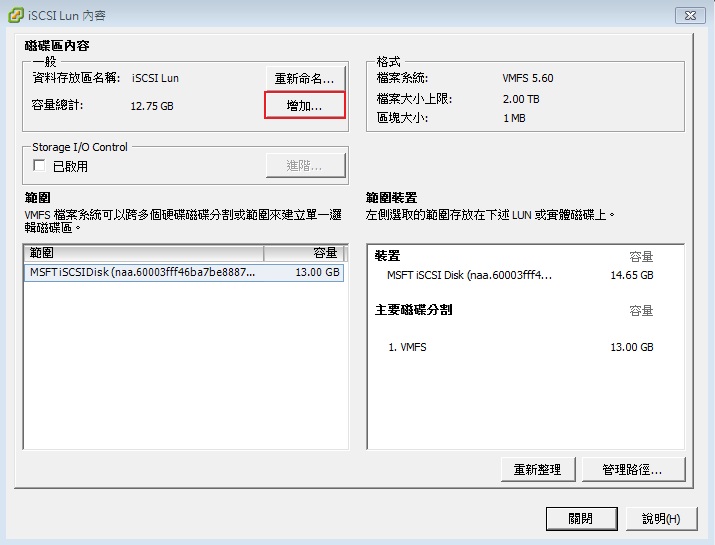 iSCSI Lun 內容
磁碟區內容
一般
資料存放區名稱: iSCSI Lun 重新命名...
容量總計: 12.75 GB 增加...
格式
檔案系統: VMFS 5.60
檔案大小上限: 2.00 TB
區塊大小: 1 MB
Storage I/O Control
已啟用 進階...
範圍
VMFS 檔案系統可以跨多個硬碟磁碟分割或範圍來建立單一邏
輯磁碟區。
範圍 容量
MSFT iSCSI Disk (naa.60003fff46ba7be8887... 13.00 GB
範圍裝置
左側選取的範圍存放在下述 LUN 或實體磁碟上。
裝置 容量
MSFT iSCSI Disk (naa.60003fff4... 14.65 GB
主要磁碟分割 容量
1. VMFS 13.00 GB
重新整理 管理路徑...
關閉 說明(H)